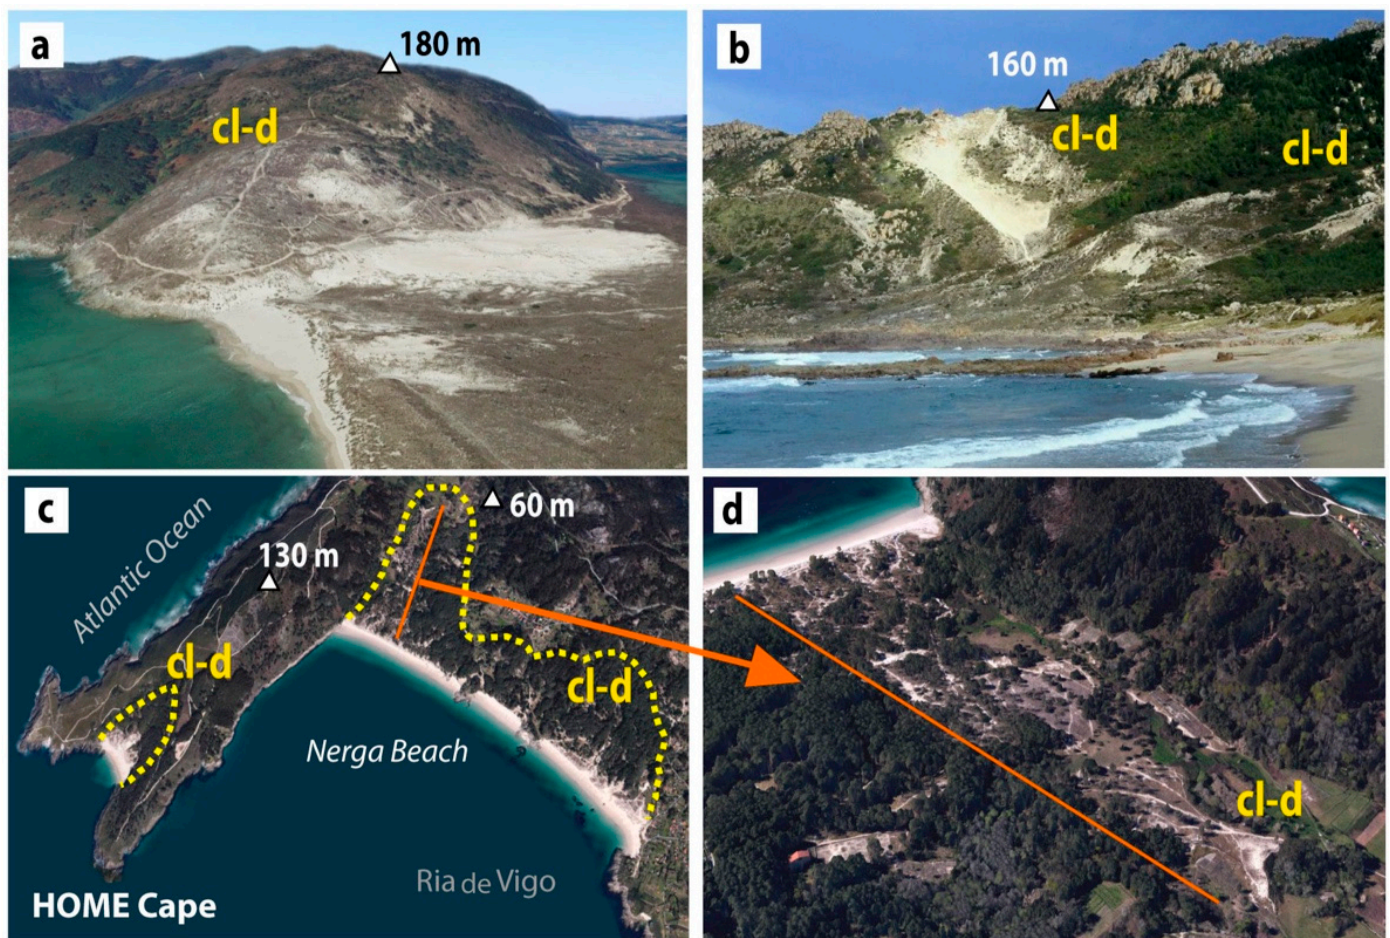 a
180 m
cl-d
b
160 m
cl-d
cl-d
c
Atlantic Ocean
60 m
130 m
cl-d
cl-d
Nerga Beach
Ria de Vigo
HOME Cape
d
cl-d